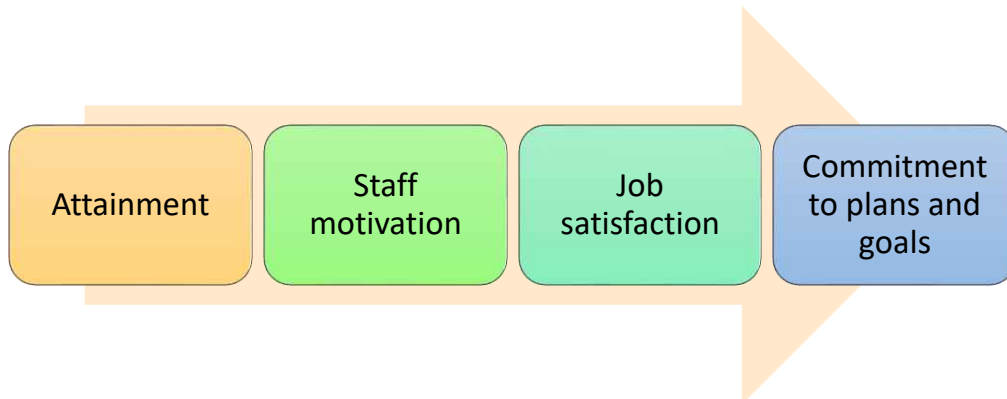 Attainment
Staff
motivation
Job
satisfaction
Commitment
to plans and
goals